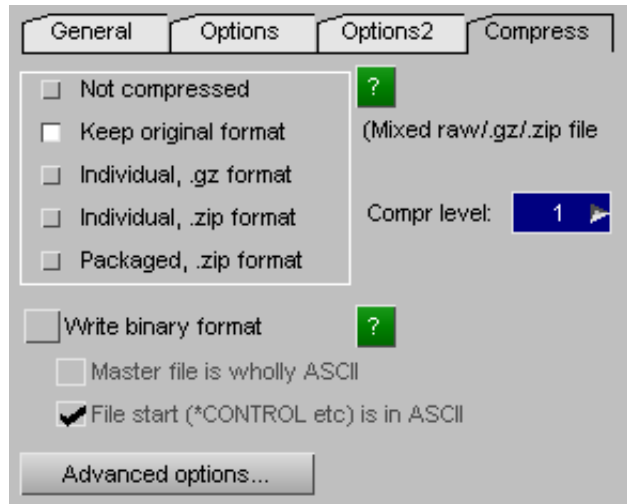 General Options Options2 Compress
Not compressed ?
Keep original format (Mixed raw/.gz/.zip file
Individual, .gz format
Individual, .zip format Compr level: 1
Packaged, .zip format
Write binary format ?
Master file is wholly ASCII
File start (*CONTROL etc) is in ASCII
Advanced options...